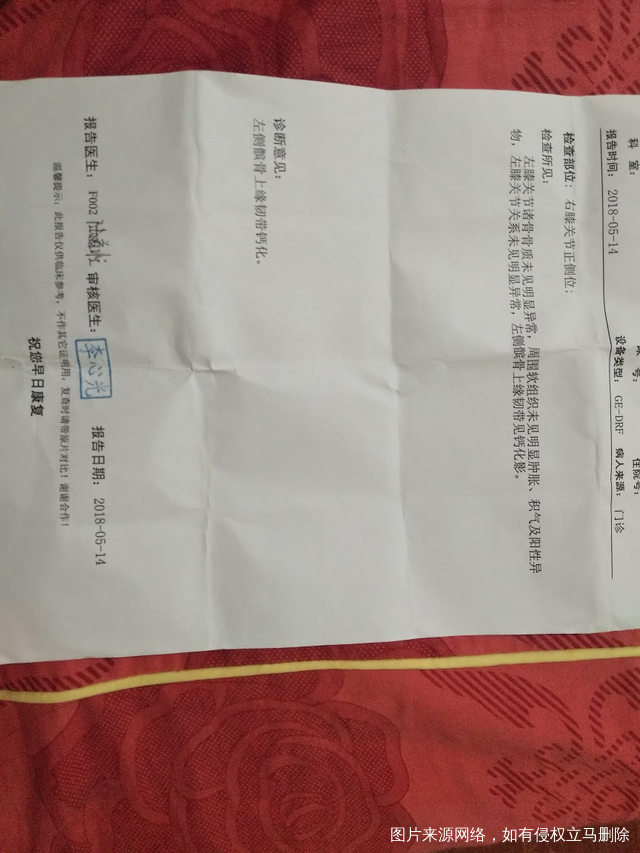 科 室：
床 号：
住院号：
报告时间： 2018-05-14
设备类型： GE-DRF 病人来源： 门诊
检查部位： 右膝关节正侧位：
检查所见：
左膝关节诸骨骨质未见明显异常，周围软组织未见明显肿胀、积气及阳性异
物，左膝关节关系未见明显异常，左侧髌骨上缘韧带见钙化影。
诊断意见：
左侧髌骨上缘韧带钙化。
报告医生： F002 审核医生： 李心光 报告日期： 2018-05-14
温馨提示：此报告仅供临床参考，不作其它证明用，复查时请带原片对比！谢谢合作！
祝您早日康复
图片来源网络，如有侵权立马删除